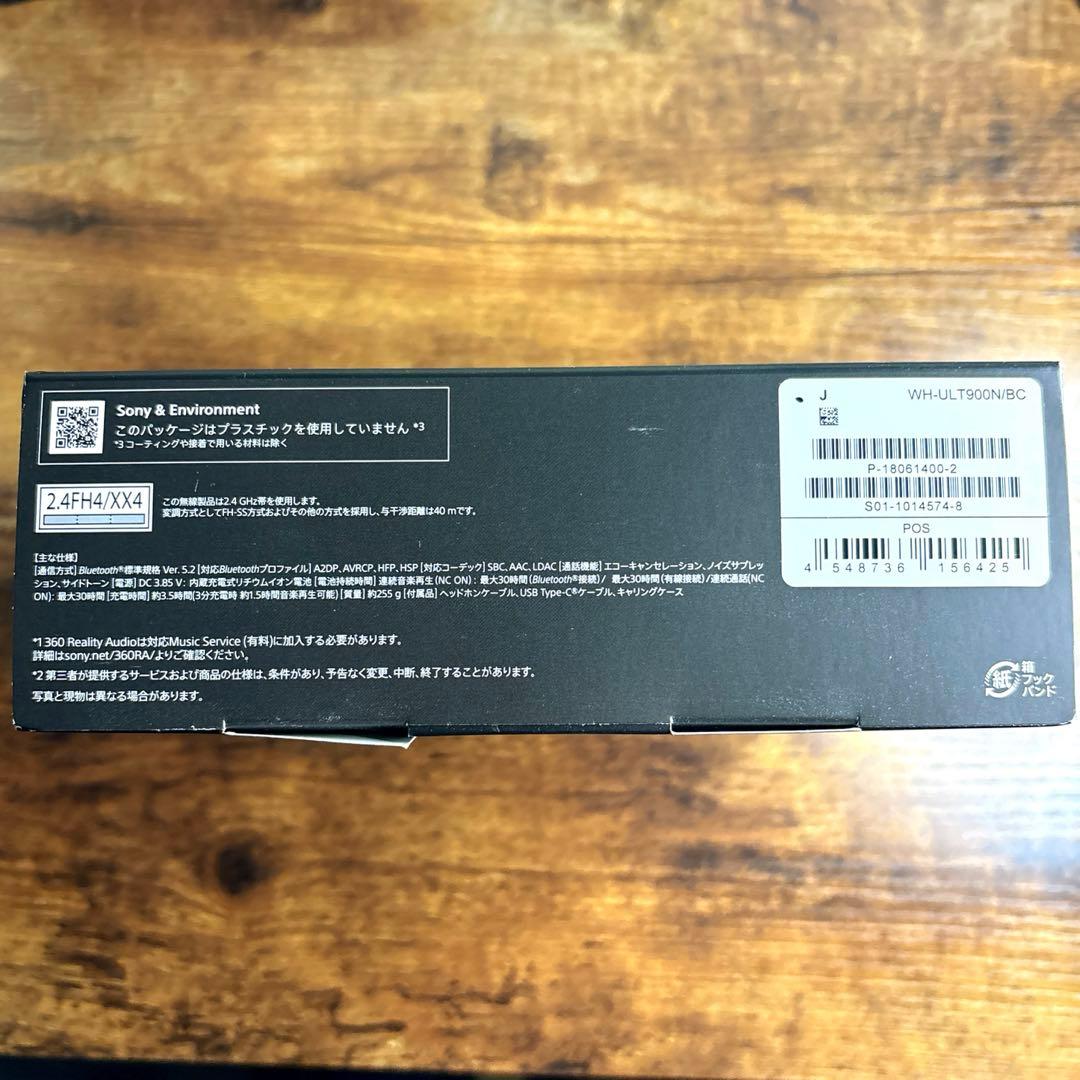 Sony & Environment
このパッケージはプラスチックを使用していません *3
*3 コーティングや接着で用いる材料は除く
2.4FH4/XX4
この無線製品は2.4 GHz帯を使用します。
変調方式としてFH-SS方式およびその他の方式を採用し、与干渉距離は40 mです。
【主な仕様】
[通信方式] Bluetooth®標準規格 Ver. 5.2 [対応Bluetoothプロファイル] A2DP, AVRCP, HFP, HSP [対応コーデック] SBC, AAC, LDAC [通話機能] エコーキャンセレーション、ノイズサプレッ
ション、サイドトーン [電源] DC 3.85 V：内蔵充電式リチウムイオン電池 [電池持続時間] 連続音楽再生 (NC ON)：最大30時間 (Bluetooth®接続) / 最大30時間 (有線接続) /連続通話(NC
ON)：最大30時間 [充電時間] 約3.5時間(3分充電時 約1.5時間音楽再生可能) [質量] 約255 g [付属品] ヘッドホンケーブル、USB Type-C®ケーブル、キャリングケース
*1 360 Reality Audioは対応Music Service (有料)に加入する必要があります。
詳細はsony.net/360RA/よりご確認ください。
*2 第三者が提供するサービスおよび商品の仕様は、条件があり、予告なく変更、中断、終了することがあります。
写真と現物は異なる場合があります。
J WH-ULT900N/BC
P-18061400-2
S01-1014574-8
POS
4 548736 156425
紙
箱
フック
バンド